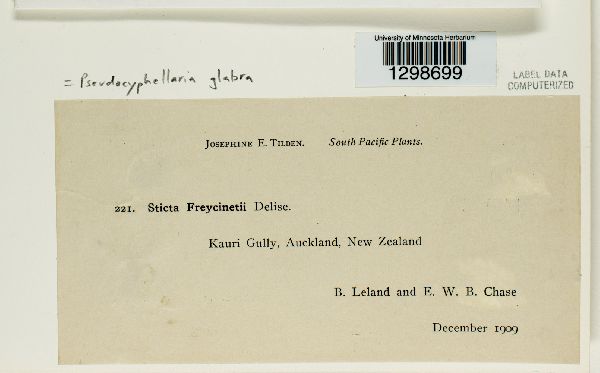 University of Minnesota Herbarium
1298699
LABEL DATA
COMPUTERIZED
= Pseudocyphellaria glabra
JOSEPHINE E. TILDEN. South Pacific Plants.
221. Sticta Freycinetii Delise.
Kauri Gully, Auckland, New Zealand
B. Leland and E. W. B. Chase
December 1909